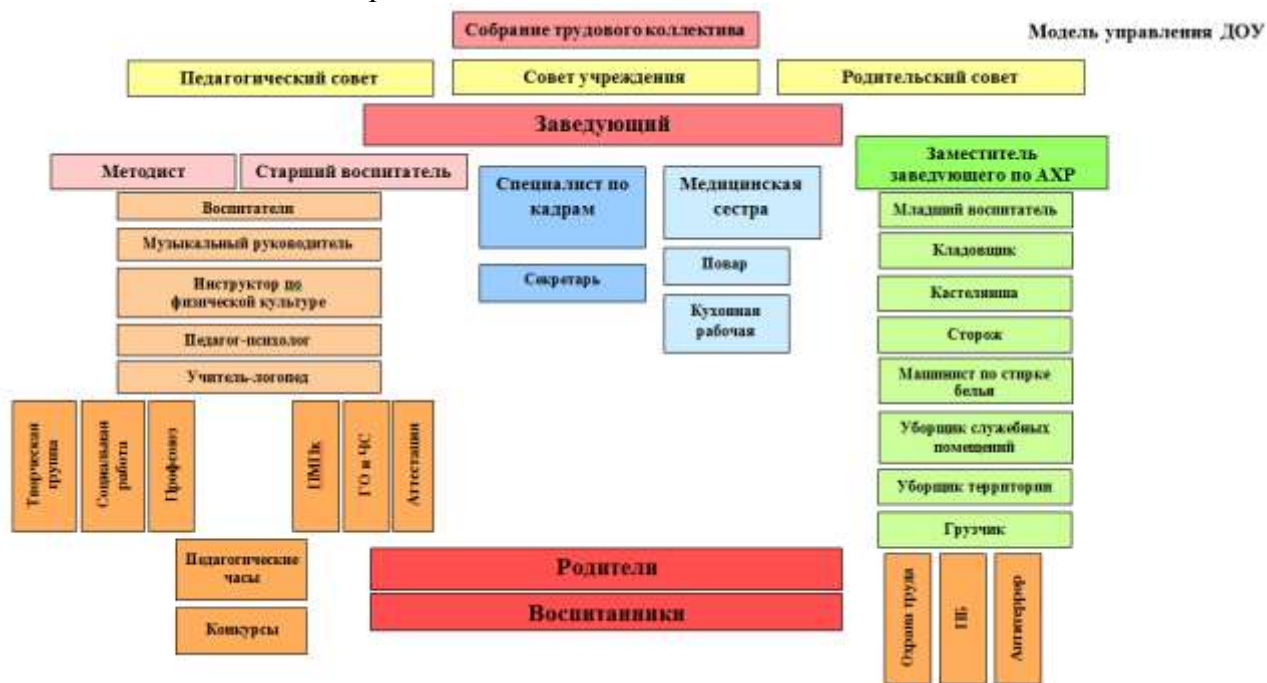 Собрание трудового коллектива
Модель управления ДОУ
Педагогический совет
Совет учреждения
Родительский совет
Заведующий
Методист
Старший воспитатель
Специалист по
кадрам
Медицинская
сестра
Заместитель
заведующего по АХР
Воспитатели
Музыкальный руководитель
Инструктор по
физической культуре
Педагог-психолог
Учитель-логопед
Секретарь
Повар
Кухонная
рабочая
Младший воспитатель
Кладовщик
Кастелянша
Сторож
Машинист по стирке
белья
Уборщик служебных
помещений
Уборщик территории
Грузчик
Творческая
группа
Социальная
работа
Профсоюз
ПМПк
ГО и ЧС
Аттестация
Педагогические
часы
Конкурсы
Родители
Воспитанники
Охрана труда
ПБ
Антитеррор